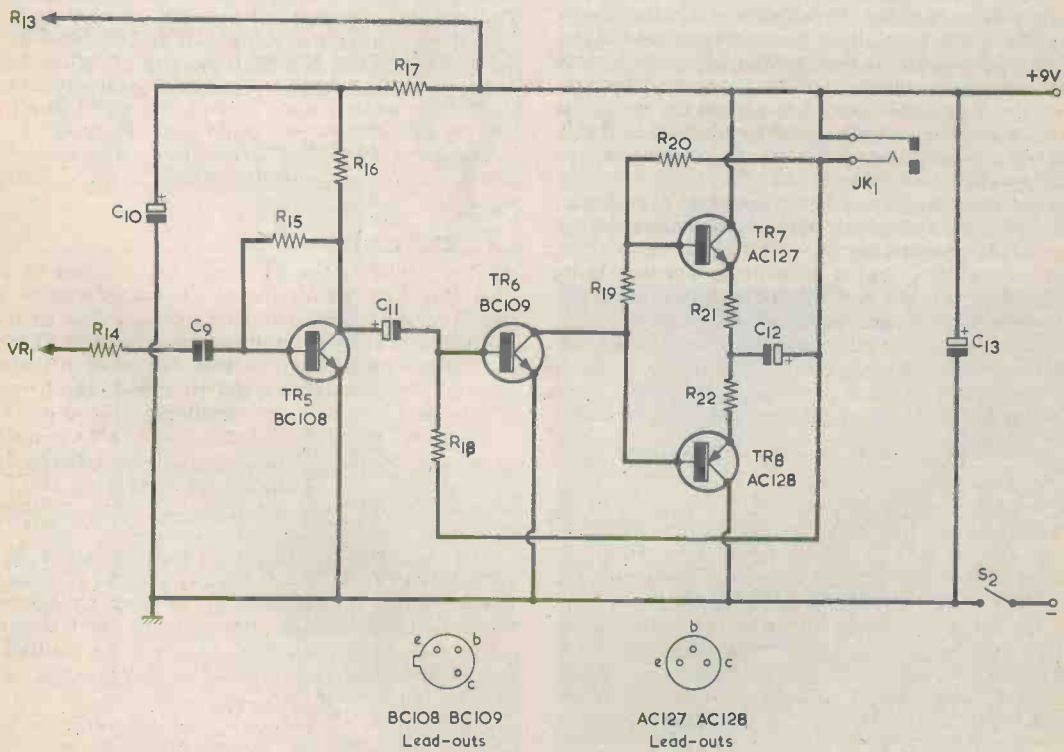 R13
R17
+9V
R20
R16
JK1
C10
R15
TR7
AC127
TR6
BC109
R19
C11
R21
R14
C9
C12
C13
VR1
TR5
BC108
R22
R18
TR8
AC128
S2
e b c
b e c
BC108 BC109
Lead-outs
AC127 AC128
Lead-outs
+
+
+
+
−